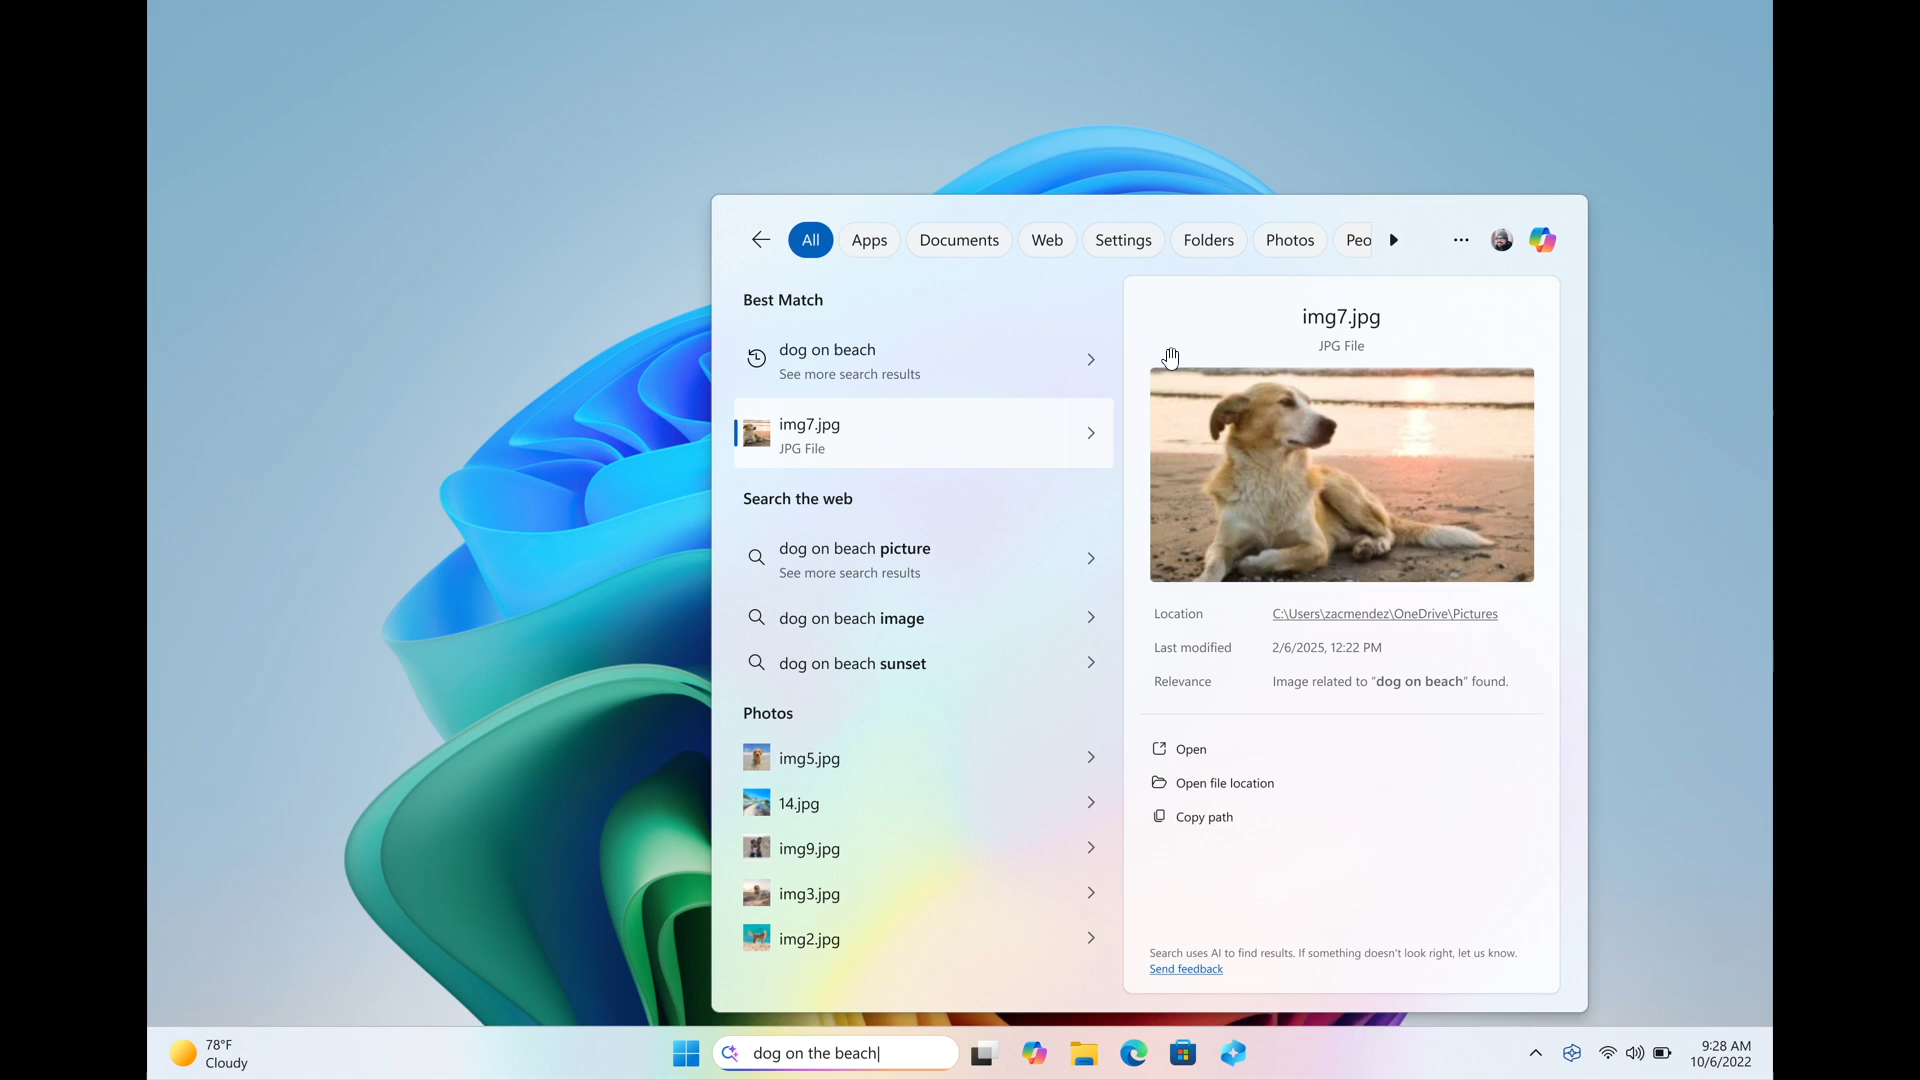 All
Apps
Documents
Web
Settings
Folders
Photos
Peo
Best Match
dog on beach
See more search results
img7.jpg
JPG File
Search the web
dog on beach picture
See more search results
dog on beach image
dog on beach sunset
Photos
img5.jpg
14.jpg
img9.jpg
img3.jpg
img2.jpg
img7.jpg
JPG File
Location C:\Users\zacmendez\OneDrive\Pictures
Last modified 2/6/2025, 12:22 PM
Relevance Image related to "dog on beach" found.
Open
Open file location
Copy path
Search uses AI to find results. If something doesn't look right, let us know.
Send feedback
78°F
Cloudy
dog on the beach
9:28 AM
10/6/2022